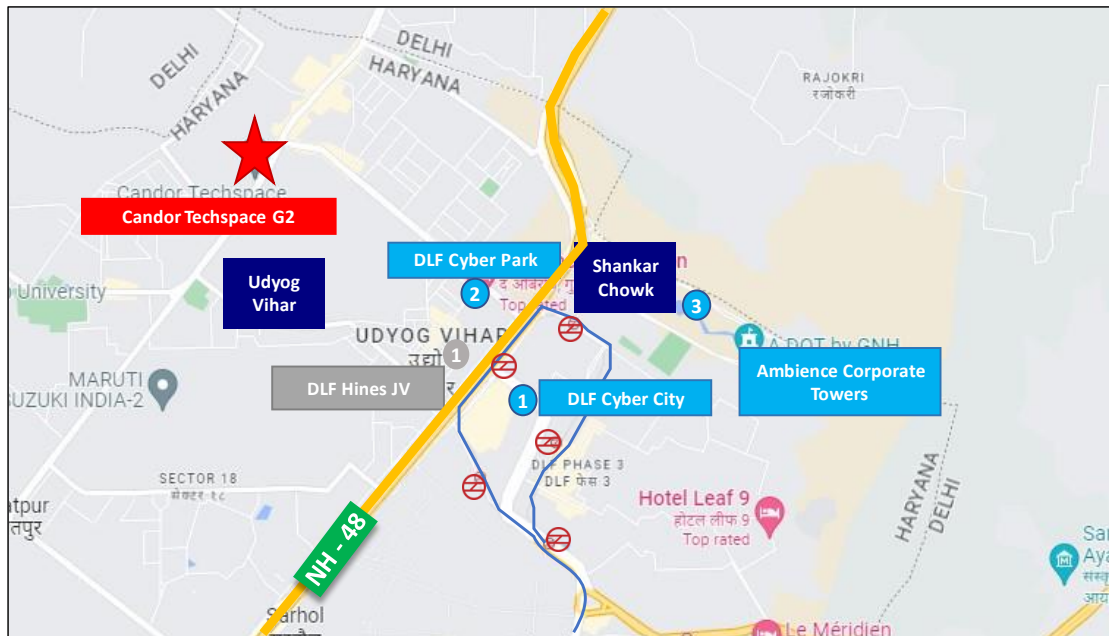 DELHI
HARYANA
DELHI
HARYANA
RAJOKRI
रजोकरी
Candor Techspace
Candor Techspace G2
DLF Cyber Park
Shankar
Chowk
Udyog
Vihar
University
2
Top rated
3
UDYOG VIHAR
1
A DOT by GNH
DLF Hines JV
MARUTI
SUZUKI INDIA-2
1
DLF Cyber City
Ambience Corporate
Towers
DLF PHASE 3
DLF फेस 3
SECTOR 18
सेक्टर १८
HARYANA
DELHI
Hotel Leaf 9
होटल लीफ 9
Top rated
NH - 48
Sarhol
Le Méridien